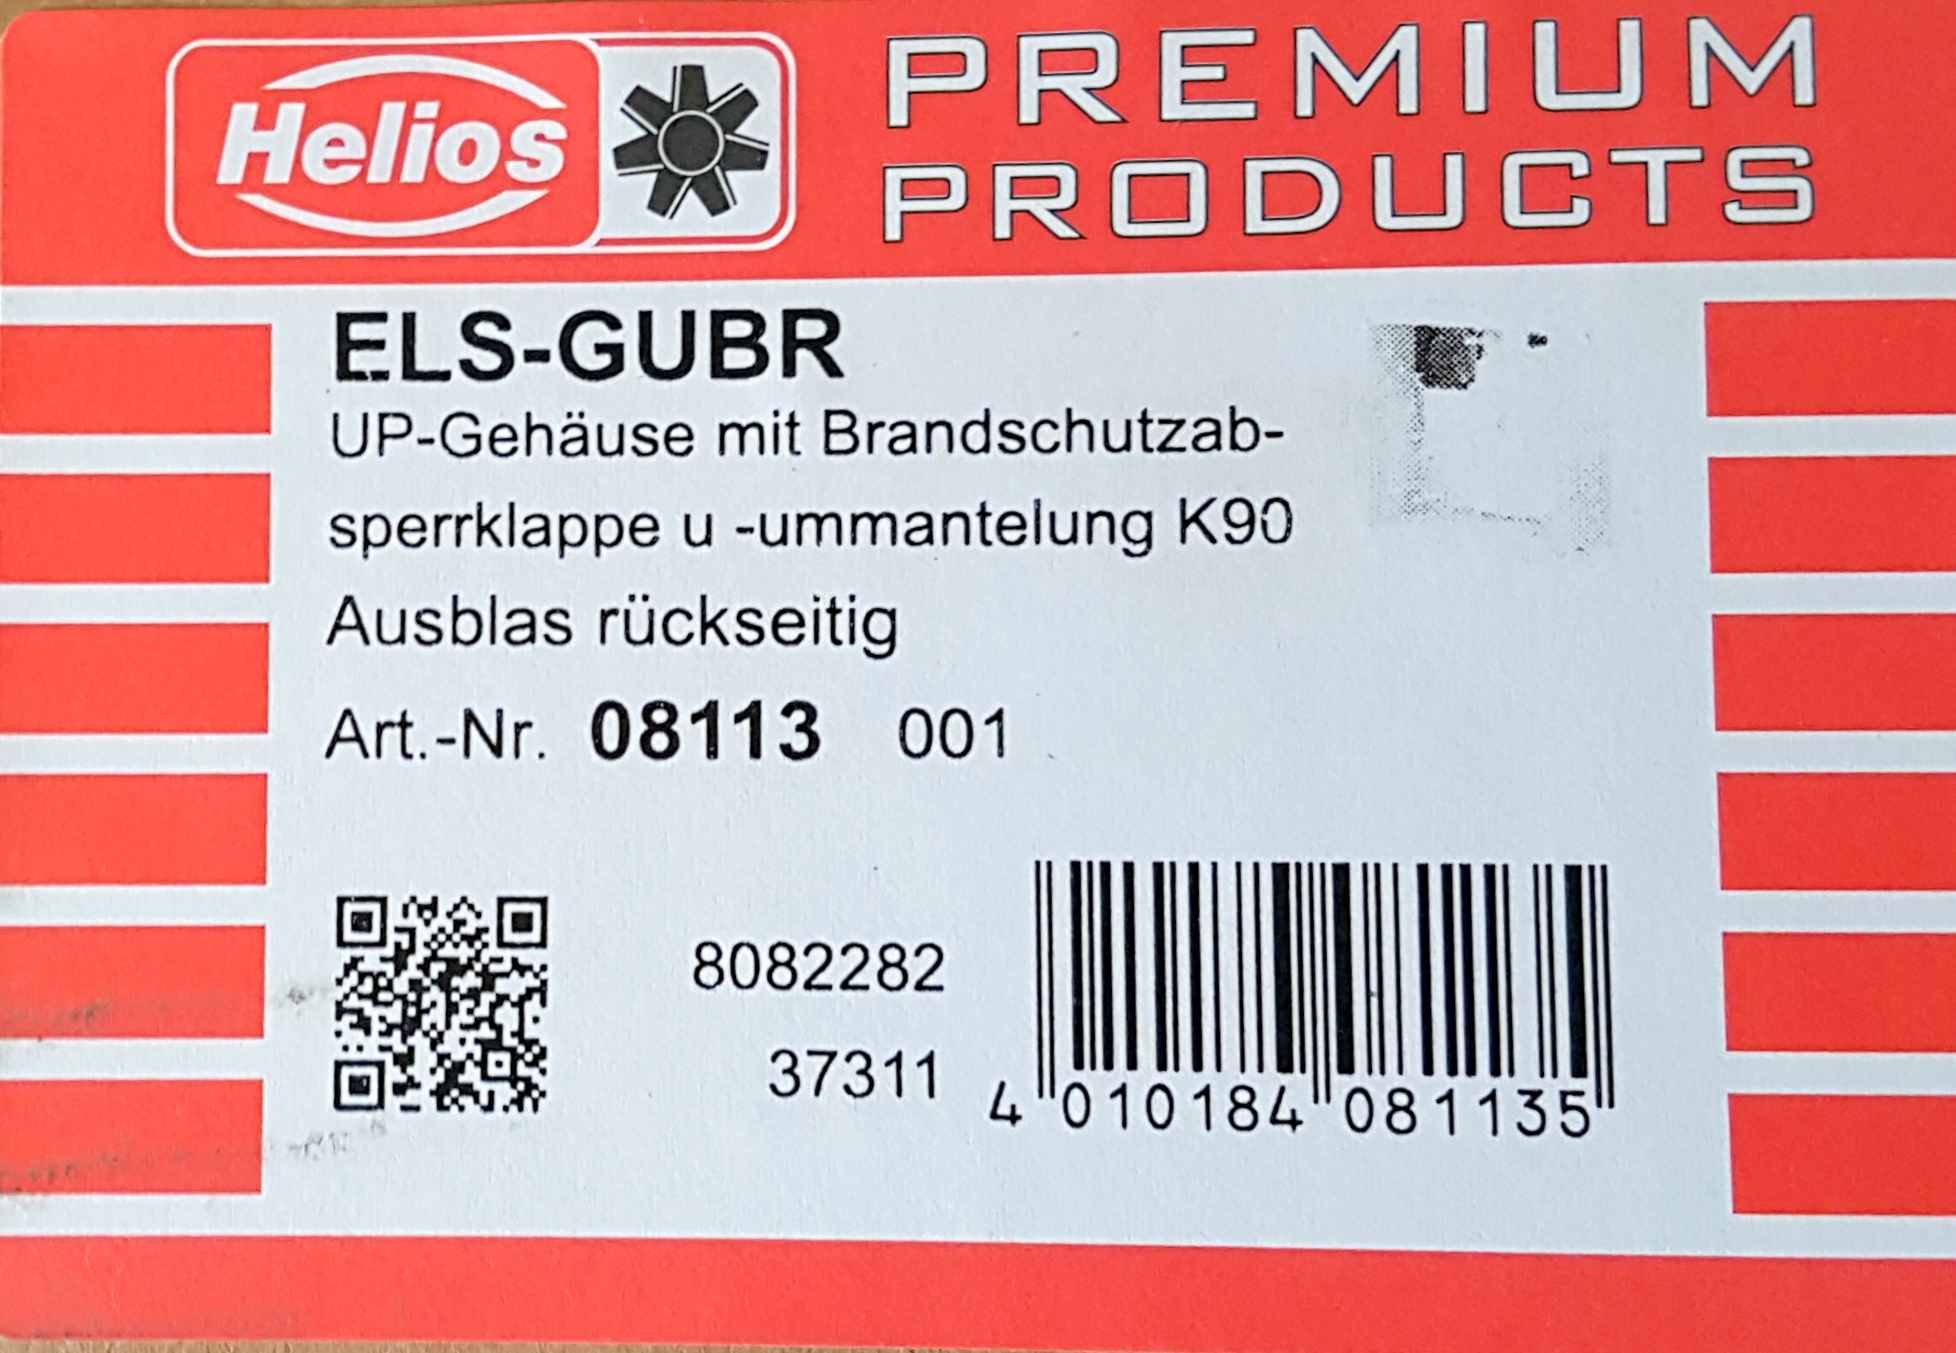 Helios
PREMIUM
PRODUCTS
ELS-GUBR
UP-Gehäuse mit Brandschutzab-
sperrklappe u -ummantelung K90
Ausblas rückseitig
Art.-Nr. 08113 001
8082282
37311
4 010184 081135